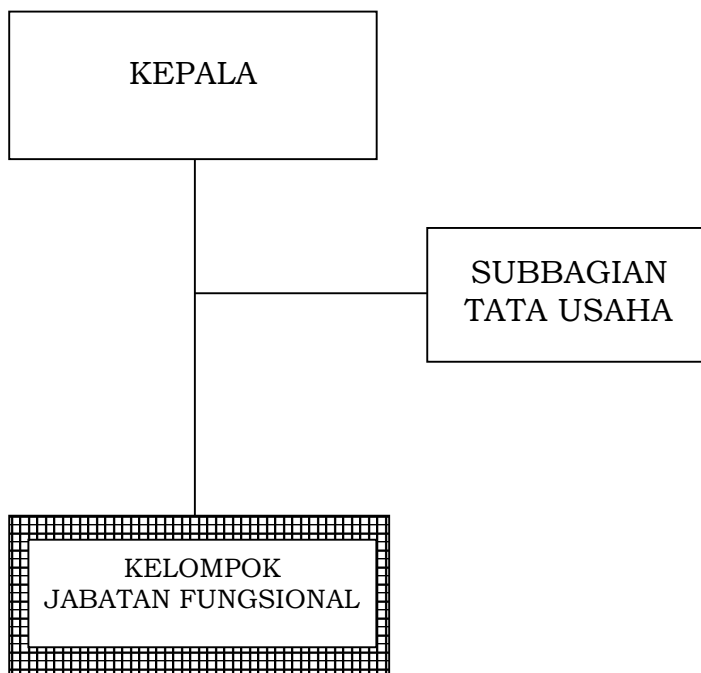 KEPALA
SUBBAGIAN
TATA USAHA
KELOMPOK
JABATAN FUNGSIONAL